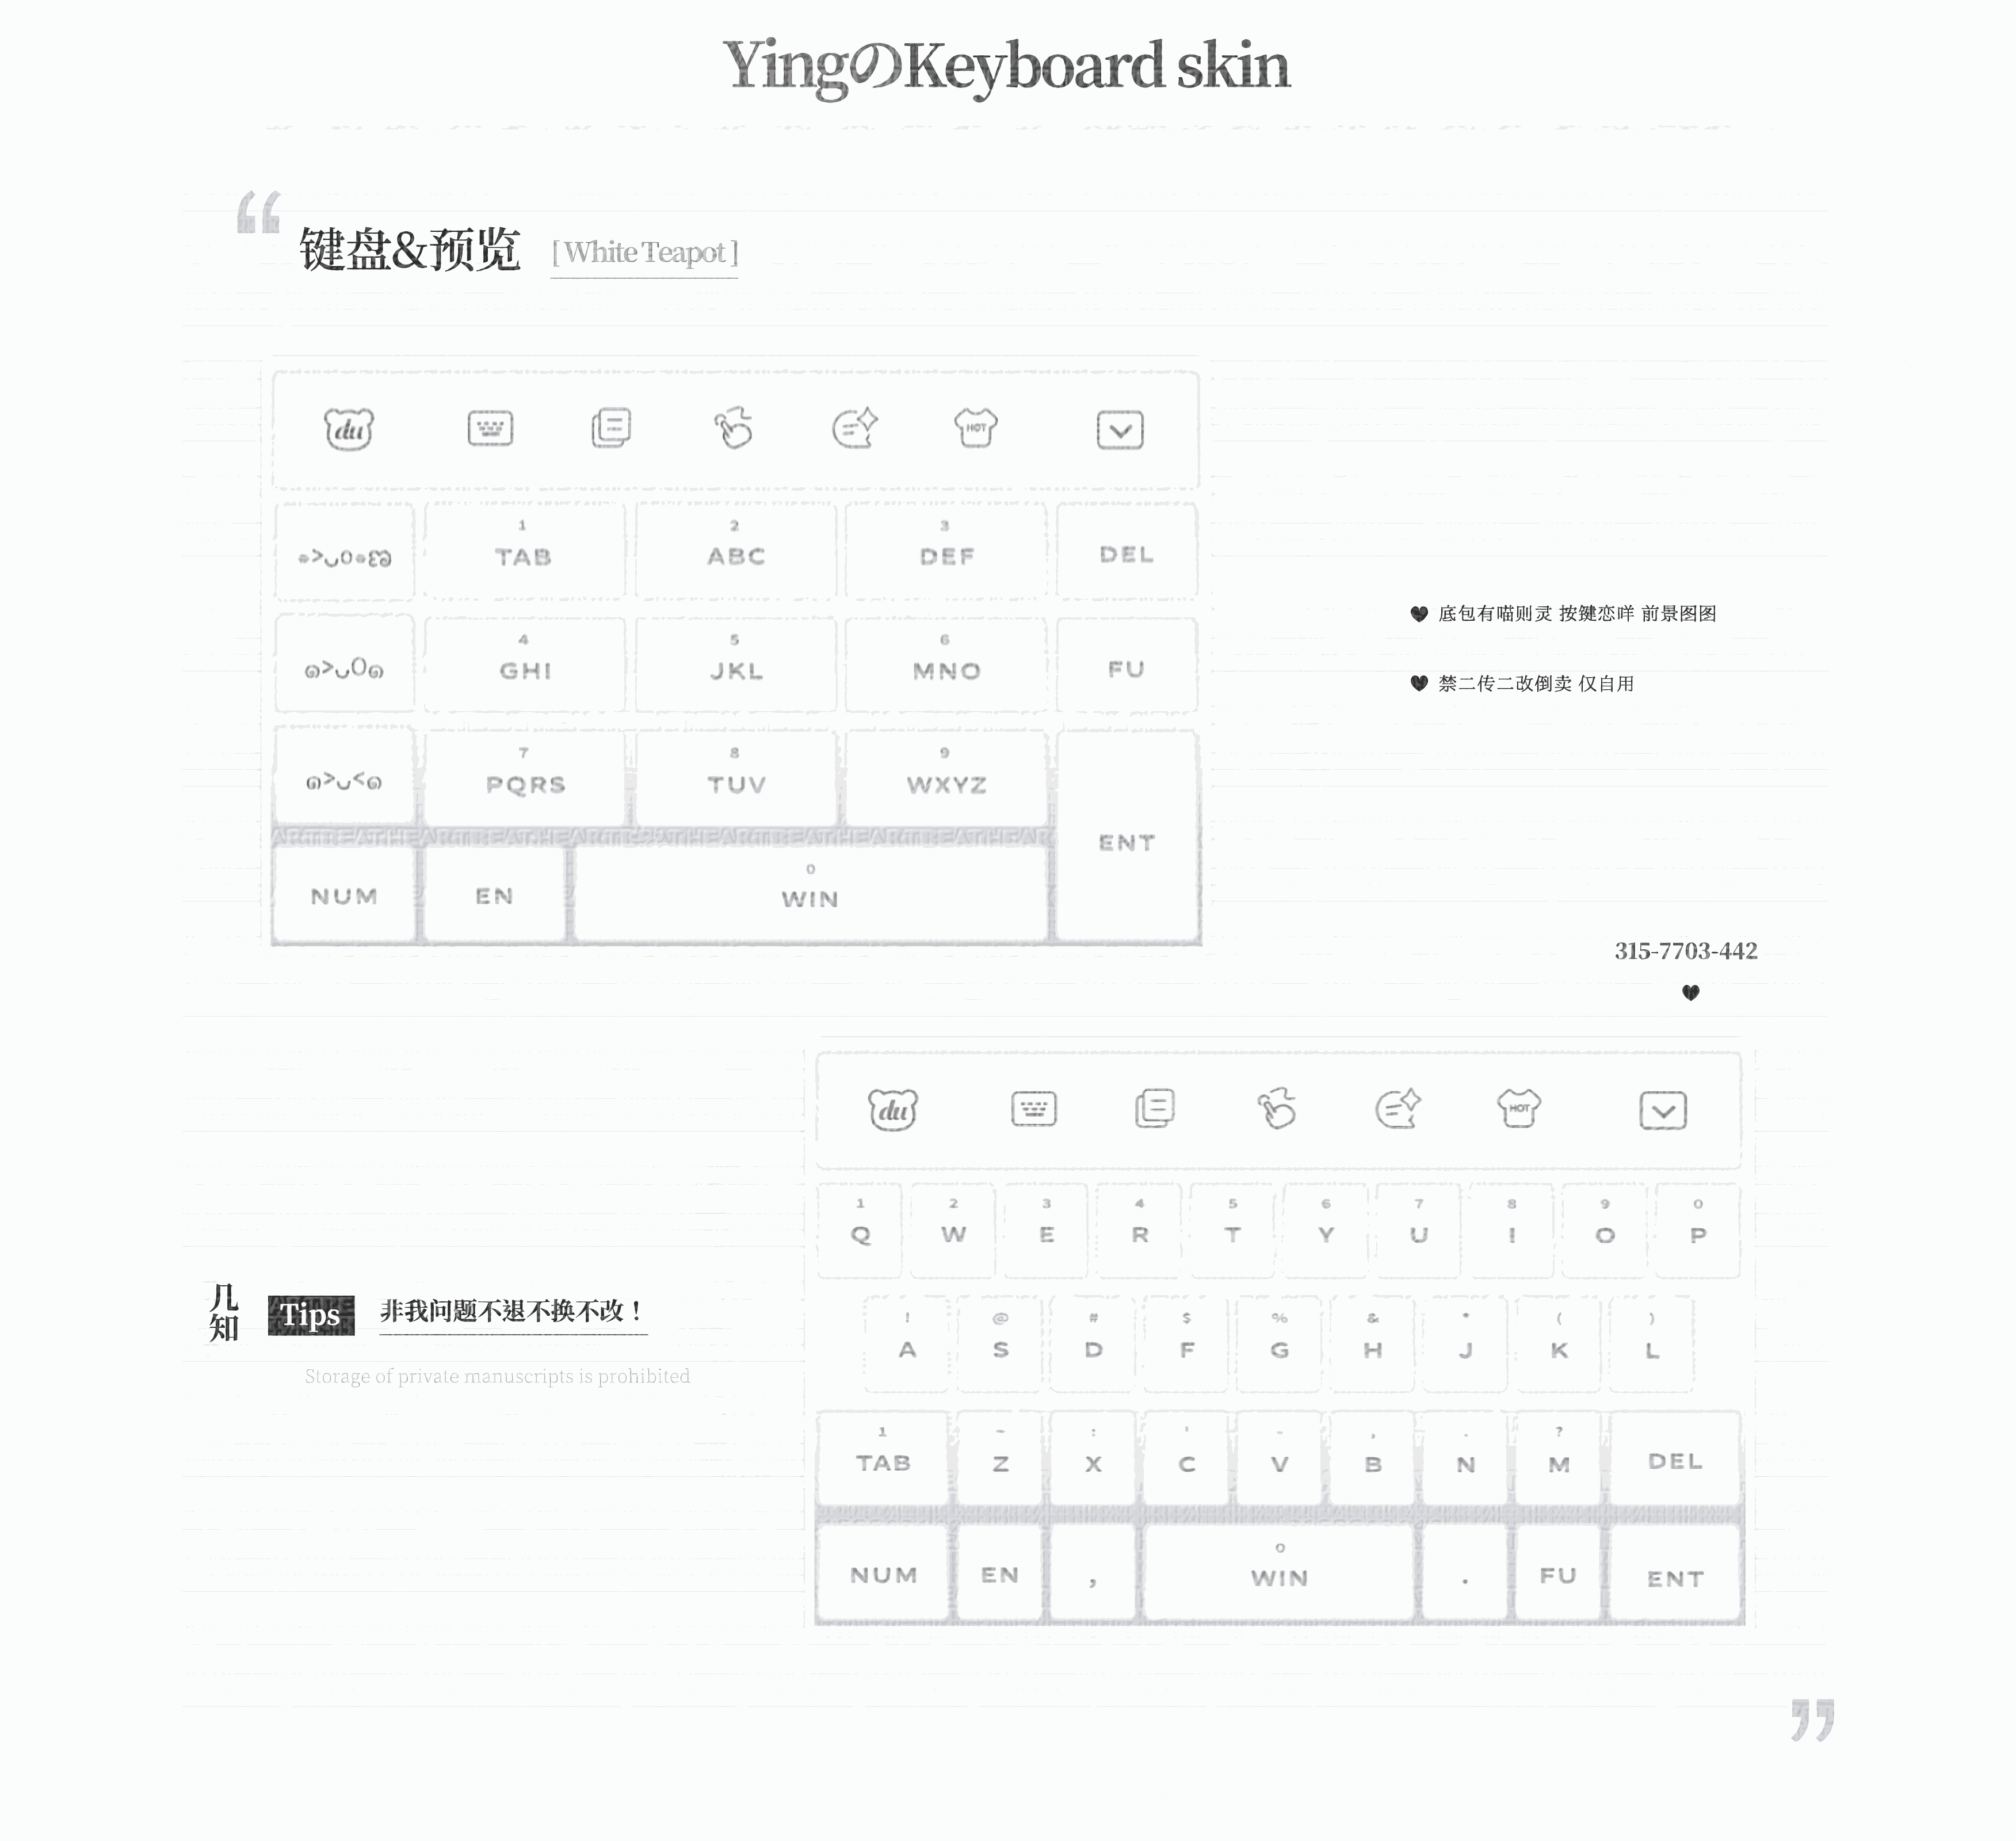 YingのKeyboard skin
“
键盘&预览 [ White Teapot ]
du HOT
๑>ᴗo๑ 1 TAB 2 ABC 3 DEF DEL
๑>ᴗO๑ 4 GHI 5 JKL 6 MNO FU
๑>ᴗ<๑ 7 PQRS 8 TUV 9 WXYZ
ENT
NUM EN 0 WIN
♥ 底包有喵则灵 按键恋咩 前景图图
♥ 禁二传二改倒卖 仅自用
315-7703-442
♥
du HOT
1 2 3 4 5 6 7 8 9 0
Q W E R T Y U I O P
! @ # $ % & * ( )
A S D F G H J K L
1 ~ : ' - , . ?
TAB Z X C V B N M DEL
0
NUM EN , WIN . FU ENT
几知
Tips 非我问题不退不换不改！
Storage of private manuscripts is prohibited
”